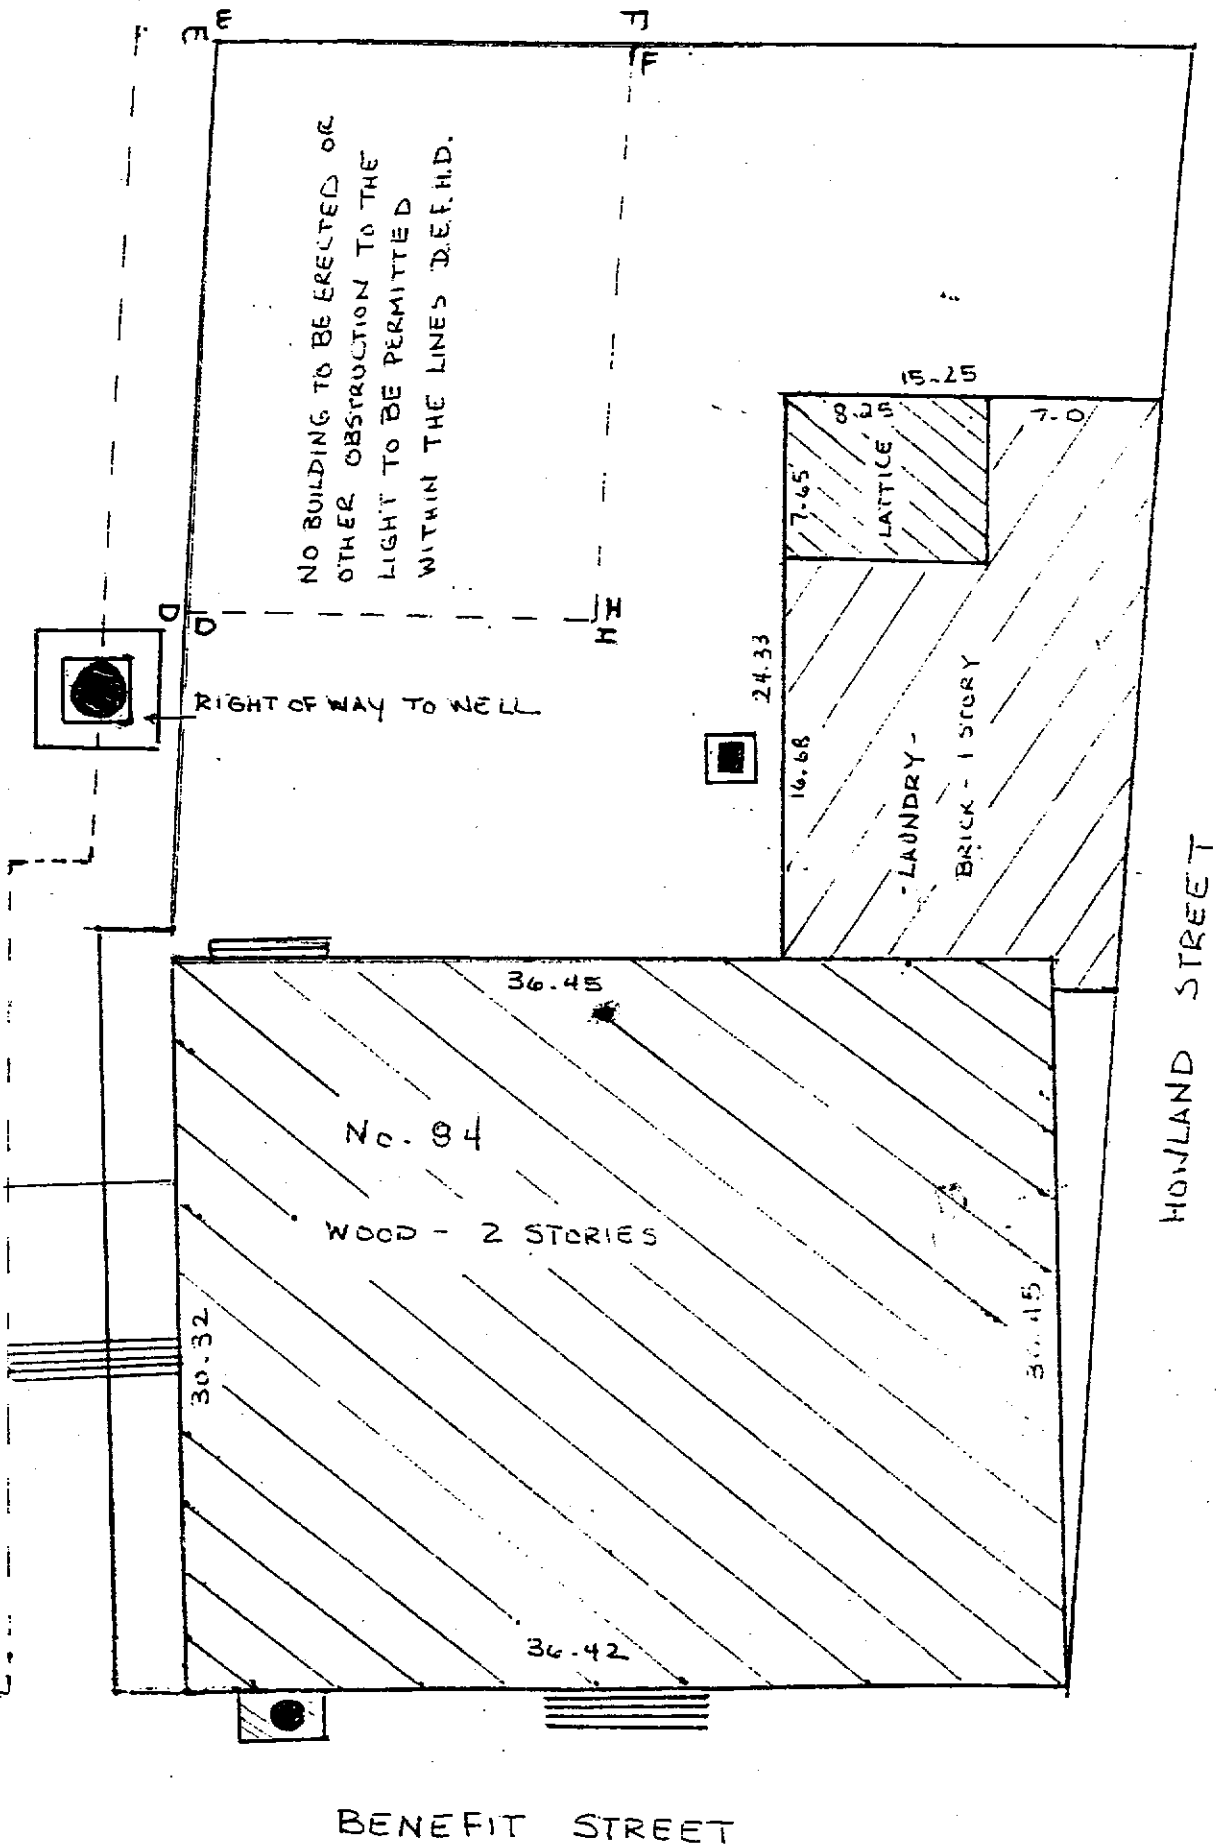 E
E
F
F
NO BUILDING TO BE ERECTED OR
OTHER OBSTRUCTION TO THE
LIGHT TO BE PERMITTED
WITHIN THE LINES D.E.F.H.D.
15-25
8.25
7-0
7.65
LATTICE
D
D
H
H
RIGHT OF WAY TO WELL
24.33
16.68
- LAUNDRY -
BRICK - 1 STORY
HOWLAND STREET
36.45
No. 84
WOOD - 2 STORIES
30.32
36.42
BENEFIT STREET